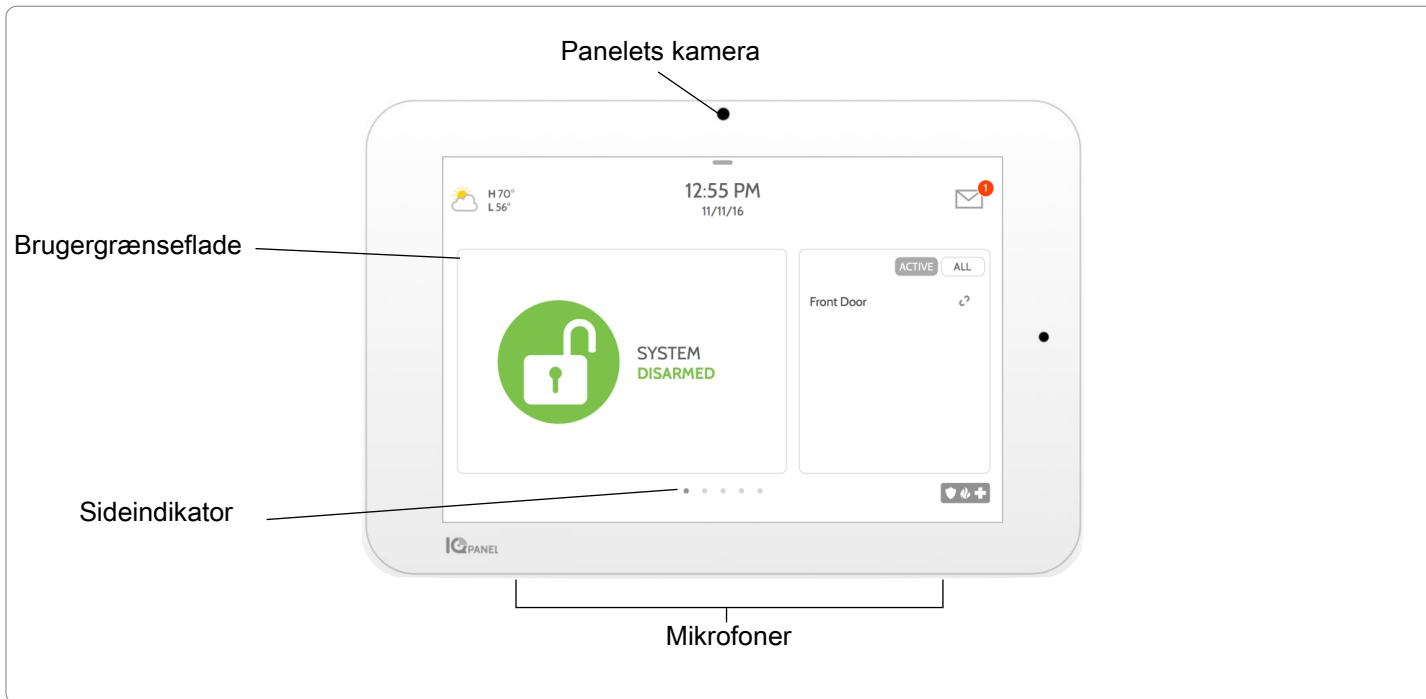 Panelets kamera
H 70°
L 56°
12:55 PM
11/11/16
1
Brugergrænseflade
ACTIVE ALL
Front Door
SYSTEM
DISARMED
Sideindikator
IQ PANEL
Mikrofoner